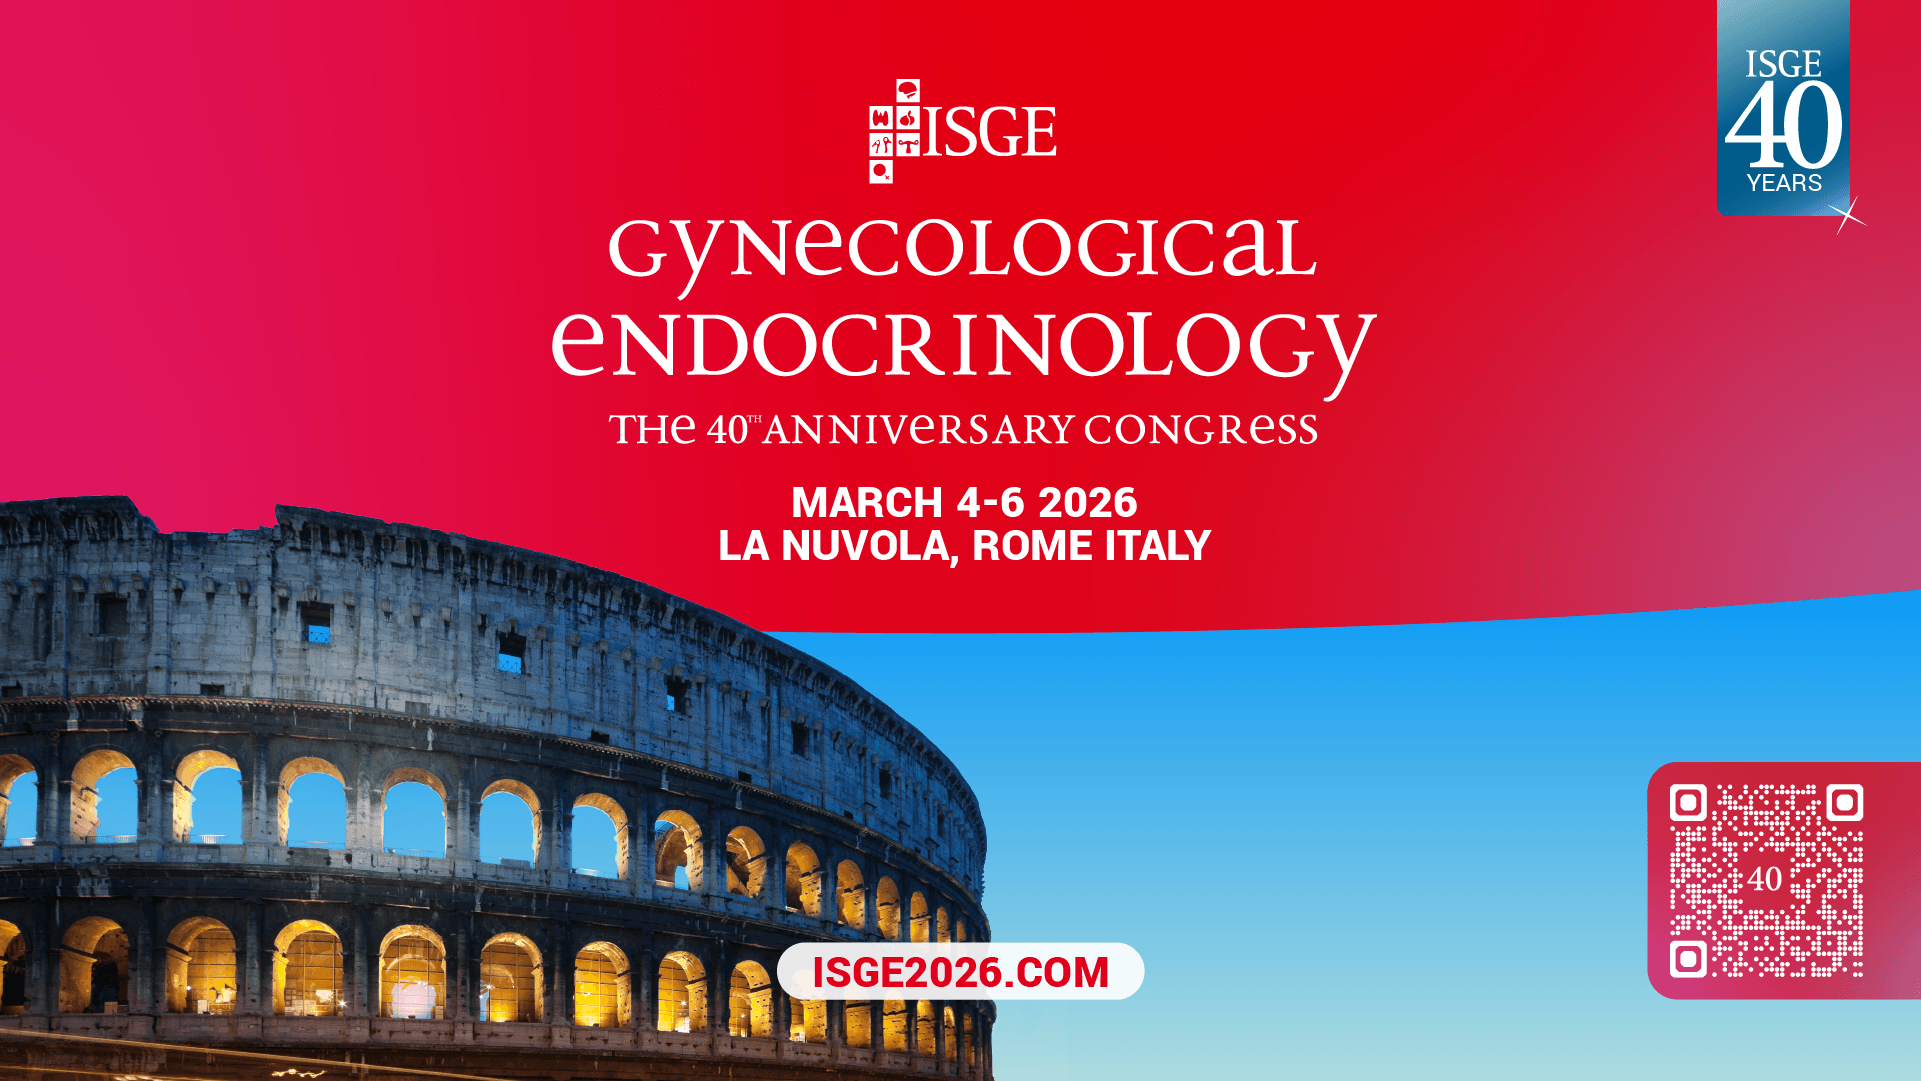 ISGE
GYNeCOLOGICaL
eNDOCRINOLOGY
THe 40TH ANNIVeRSARY CONGReSS
MARCH 4-6 2026
LA NUVOLA, ROME ITALY
ISGE
40
YEARS
40
ISGE2026.COM